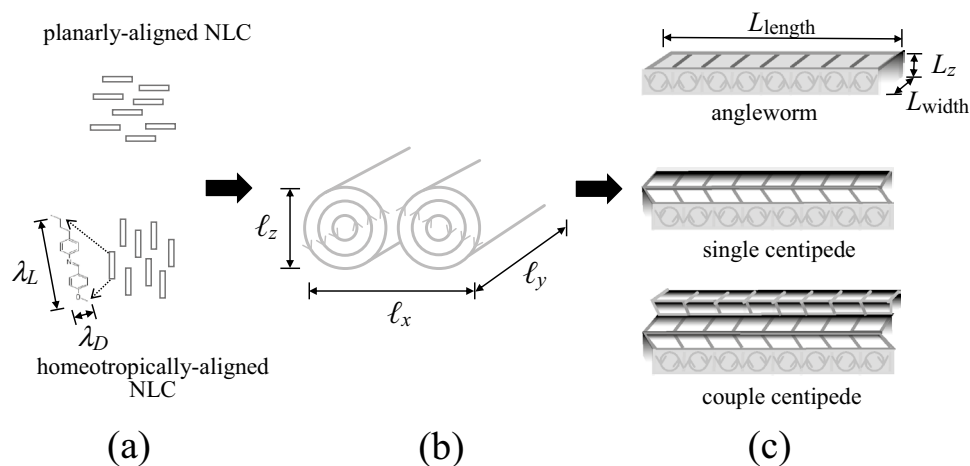 planarly-aligned NLC
λL
λD
homeotropically-aligned
NLC
(a)
ℓz
ℓx
ℓy
(b)
Llength
Lz
Lwidth
angleworm
single centipede
couple centipede
(c)